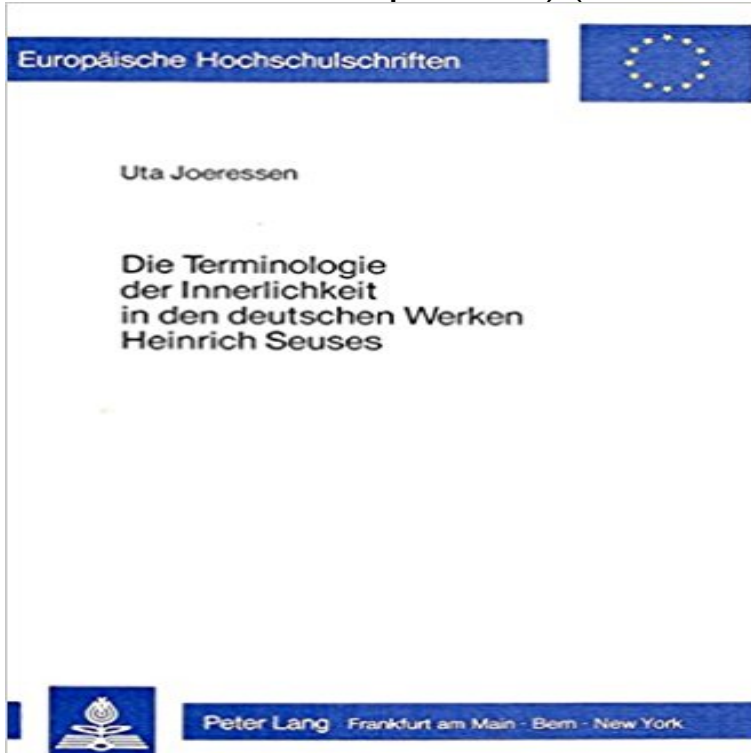 Europäische Hochschulschriften
Uta Joeressen
Die Terminologie
der Innerlichkeit
in den deutschen Werken
Heinrich Seuses
Peter Lang Frankfurt am Main · Bern · New York